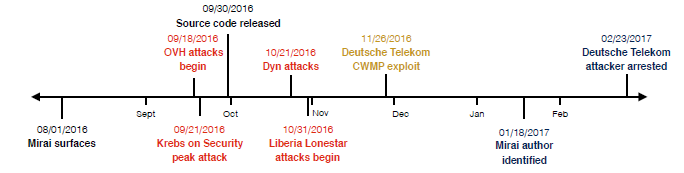 09/30/2016
Source code released
09/18/2016
OVH attacks
begin
10/21/2016
Dyn attacks
11/26/2016
Deutsche Telekom
CWMP exploit
02/23/2017
Deutsche Telekom
attacker arrested
Sept
Oct
Nov
Dec
Jan
Feb
08/01/2016
Mirai surfaces
09/21/2016
Krebs on Security
peak attack
10/31/2016
Liberia Lonestar
attacks begin
01/18/2017
Mirai author
identified